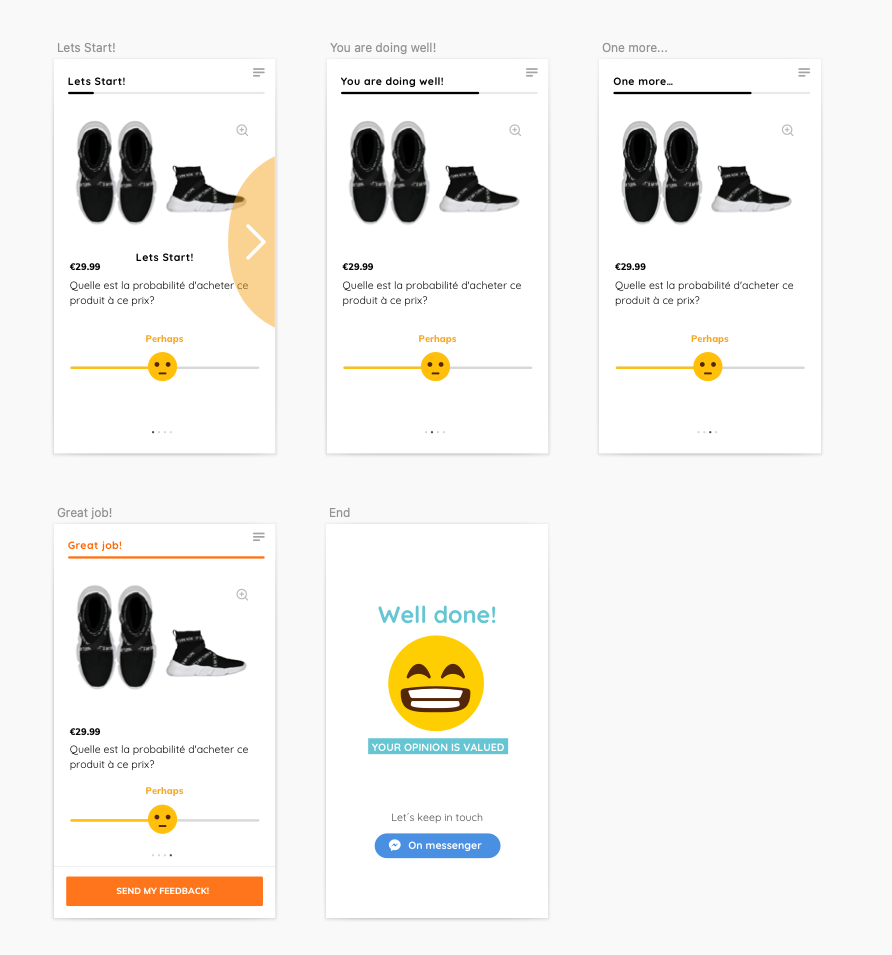 Lets Start!
You are doing well!
One more...
Lets Start!
You are doing well!
One more...
Lets Start!
€29.99
Quelle est la probabilité d'acheter ce
produit à ce prix?
Perhaps
€29.99
Quelle est la probabilité d'acheter ce
produit à ce prix?
Perhaps
€29.99
Quelle est la probabilité d'acheter ce
produit à ce prix?
Perhaps
Great job!
End
Great job!
€29.99
Quelle est la probabilité d'acheter ce
produit à ce prix?
Perhaps
SEND MY FEEDBACK!
Well done!
YOUR OPINION IS VALUED
Let´s keep in touch
On messenger